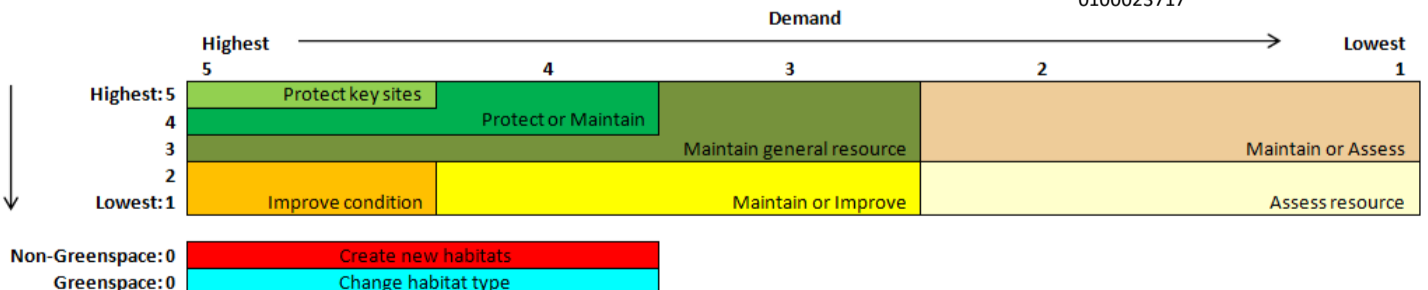 0100023717
Demand
Highest Lowest
5 4 3 2 1
Highest: 5 Protect key sites
4 Protect or Maintain
3 Maintain general resource Maintain or Assess
2
Lowest: 1 Improve condition Maintain or Improve Assess resource
Non-Greenspace: 0 Create new habitats
Greenspace: 0 Change habitat type